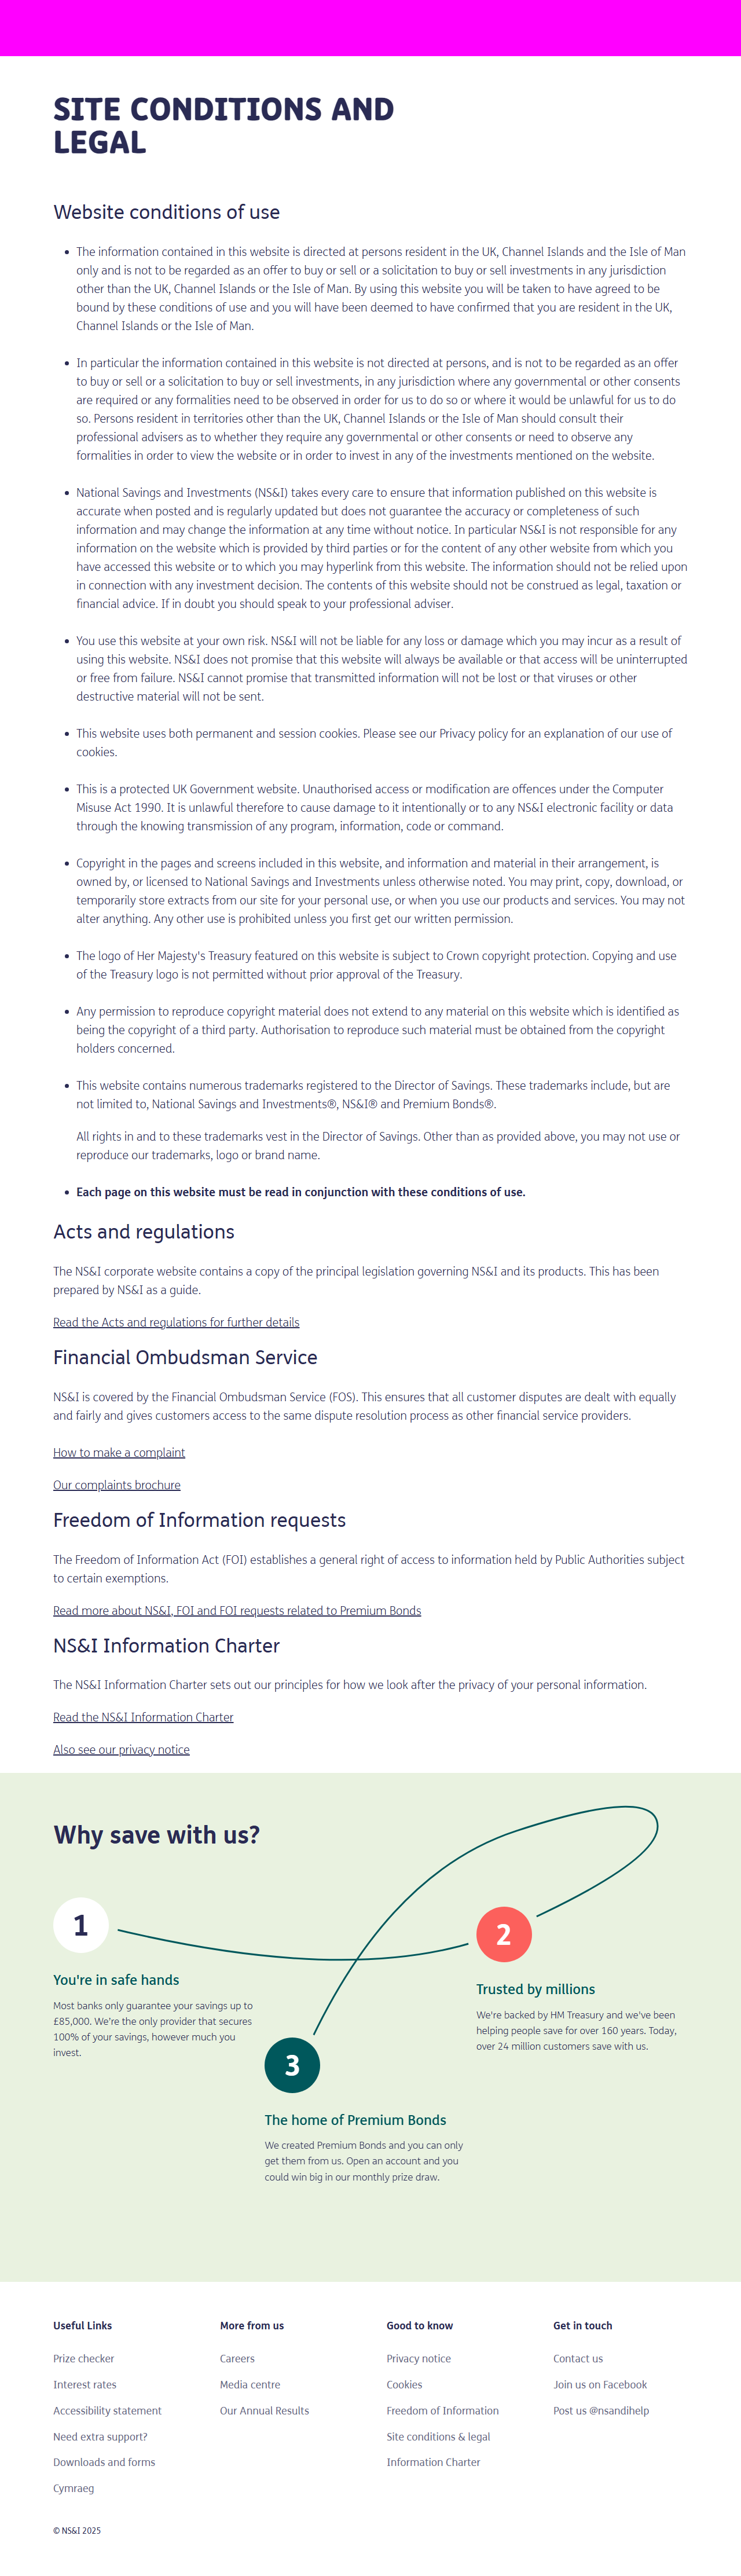 SITE CONDITIONS AND
LEGAL
Website conditions of use
• The information contained in this website is directed at persons resident in the UK, Channel Islands and the Isle of Man
only and is not to be regarded as an offer to buy or sell or a solicitation to buy or sell investments in any jurisdiction
other than the UK, Channel Islands or the Isle of Man. By using this website you will be taken to have agreed to be
bound by these conditions of use and you will have been deemed to have confirmed that you are resident in the UK,
Channel Islands or the Isle of Man.
• In particular the information contained in this website is not directed at persons, and is not to be regarded as an offer
to buy or sell or a solicitation to buy or sell investments, in any jurisdiction where any governmental or other consents
are required or any formalities need to be observed in order for us to do so or where it would be unlawful for us to do
so. Persons resident in territories other than the UK, Channel Islands or the Isle of Man should consult their
professional advisers as to whether they require any governmental or other consents or need to observe any
formalities in order to view the website or in order to invest in any of the investments mentioned on the website.
• National Savings and Investments (NS&I) takes every care to ensure that information published on this website is
accurate when posted and is regularly updated but does not guarantee the accuracy or completeness of such
information and may change the information at any time without notice. In particular NS&I is not responsible for any
information on the website which is provided by third parties or for the content of any other website from which you
have accessed this website or to which you may hyperlink from this website. The information should not be relied upon
in connection with any investment decision. The contents of this website should not be construed as legal, taxation or
financial advice. If in doubt you should speak to your professional adviser.
• You use this website at your own risk. NS&I will not be liable for any loss or damage which you may incur as a result of
using this website. NS&I does not promise that this website will always be available or that access will be uninterrupted
or free from failure. NS&I cannot promise that transmitted information will not be lost or that viruses or other
destructive material will not be sent.
• This website uses both permanent and session cookies. Please see our Privacy policy for an explanation of our use of
cookies.
• This is a protected UK Government website. Unauthorised access or modification are offences under the Computer
Misuse Act 1990. It is unlawful therefore to cause damage to it intentionally or to any NS&I electronic facility or data
through the knowing transmission of any program, information, code or command.
• Copyright in the pages and screens included in this website, and information and material in their arrangement, is
owned by, or licensed to National Savings and Investments unless otherwise noted. You may print, copy, download, or
temporarily store extracts from our site for your personal use, or when you use our products and services. You may not
alter anything. Any other use is prohibited unless you first get our written permission.
• The logo of Her Majesty's Treasury featured on this website is subject to Crown copyright protection. Copying and use
of the Treasury logo is not permitted without prior approval of the Treasury.
• Any permission to reproduce copyright material does not extend to any material on this website which is identified as
being the copyright of a third party. Authorisation to reproduce such material must be obtained from the copyright
holders concerned.
• This website contains numerous trademarks registered to the Director of Savings. These trademarks include, but are
not limited to, National Savings and Investments®, NS&I® and Premium Bonds®.
All rights in and to these trademarks vest in the Director of Savings. Other than as provided above, you may not use or
reproduce our trademarks, logo or brand name.
• Each page on this website must be read in conjunction with these conditions of use.
Acts and regulations
The NS&I corporate website contains a copy of the principal legislation governing NS&I and its products. This has been
prepared by NS&I as a guide.
Read the Acts and regulations for further details
Financial Ombudsman Service
NS&I is covered by the Financial Ombudsman Service (FOS). This ensures that all customer disputes are dealt with equally
and fairly and gives customers access to the same dispute resolution process as other financial service providers.
How to make a complaint
Our complaints brochure
Freedom of Information requests
The Freedom of Information Act (FOI) establishes a general right of access to information held by Public Authorities subject
to certain exemptions.
Read more about NS&I, FOI and FOI requests related to Premium Bonds
NS&I Information Charter
The NS&I Information Charter sets out our principles for how we look after the privacy of your personal information.
Read the NS&I Information Charter
Also see our privacy notice
Why save with us?
1
You're in safe hands
Most banks only guarantee your savings up to
£85,000. We're the only provider that secures
100% of your savings, however much you
invest.
2
Trusted by millions
We're backed by HM Treasury and we've been
helping people save for over 160 years. Today,
over 24 million customers save with us.
3
The home of Premium Bonds
We created Premium Bonds and you can only
get them from us. Open an account and you
could win big in our monthly prize draw.
Useful Links
Prize checker
Interest rates
Accessibility statement
Need extra support?
Downloads and forms
Cymraeg
More from us
Careers
Media centre
Our Annual Results
Good to know
Privacy notice
Cookies
Freedom of Information
Site conditions & legal
Information Charter
Get in touch
Contact us
Join us on Facebook
Post us @nsandihelp
© NS&I 2025